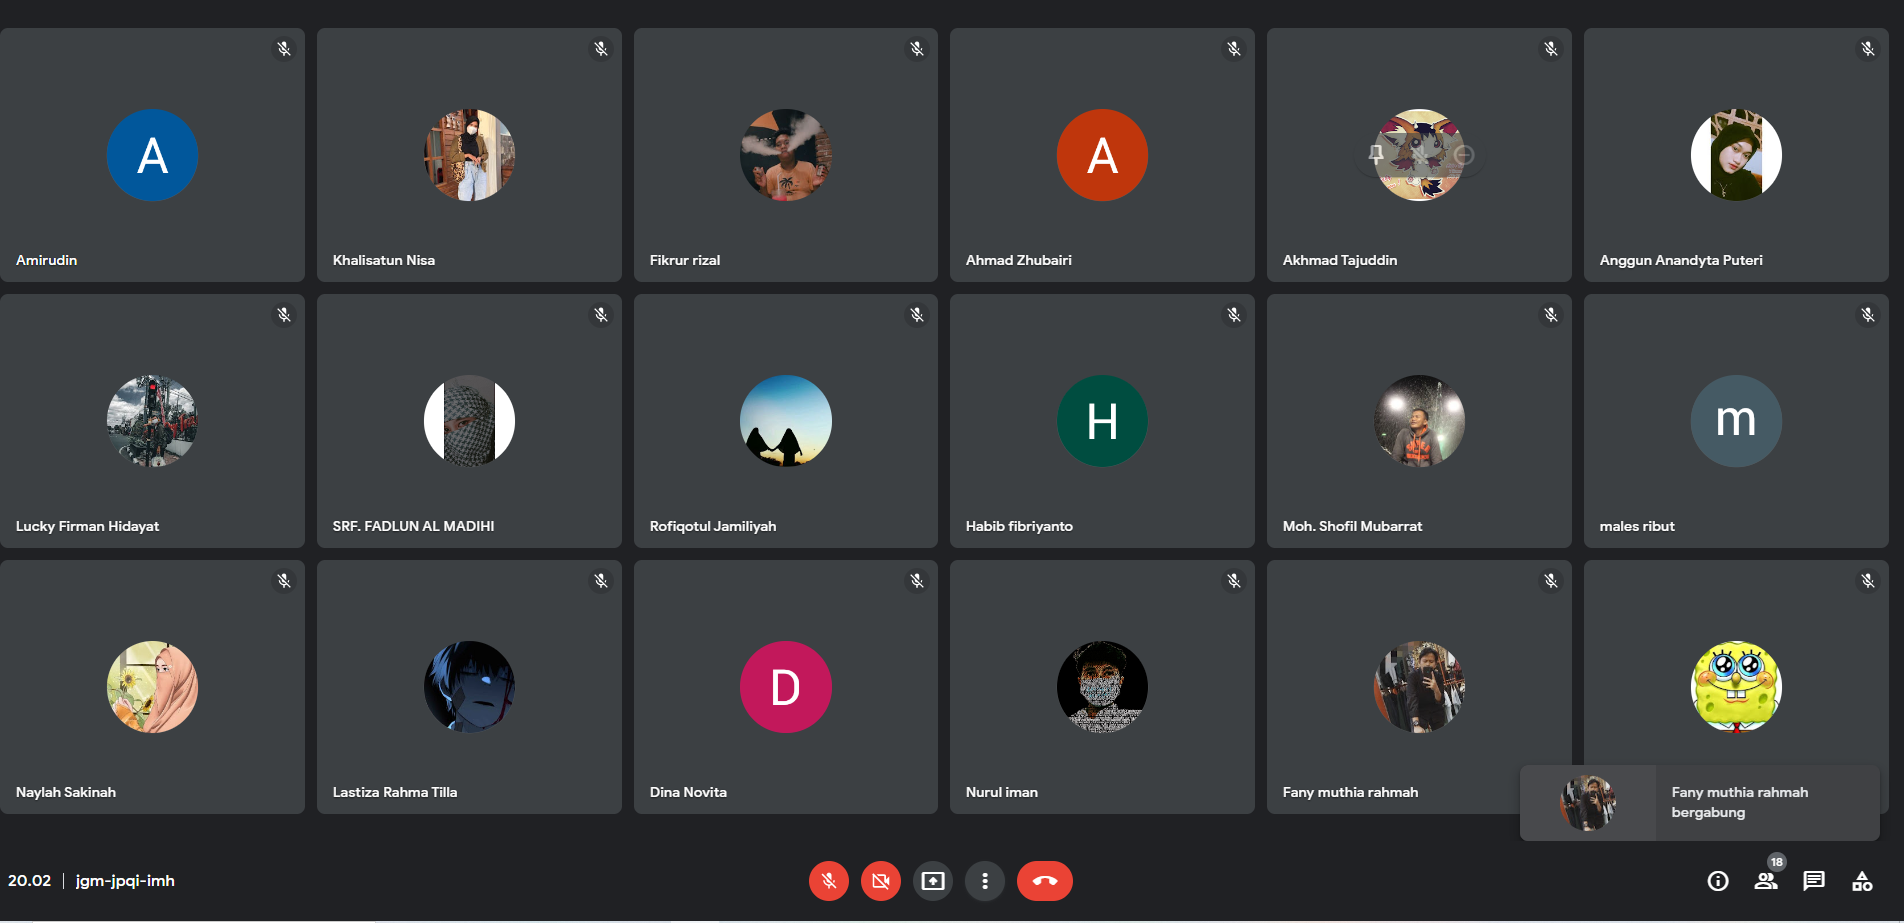 A
A
Amirudin
Khalisatun Nisa
Fikrur rizal
Ahmad Zhubairi
Akhmad Tajuddin
Anggun Anandyta Puteri
H
m
Lucky Firman Hidayat
SRF. FADLUN AL MADIHI
Rofiqotul Jamiliyah
Habib fibriyanto
Moh. Shofil Mubarrat
males ribut
D
Naylah Sakinah
Lastiza Rahma Tilla
Dina Novita
Nurul iman
Fany muthia rahmah
Fany muthia rahmah
bergabung
20.02 | jgm-jpqi-imh
18